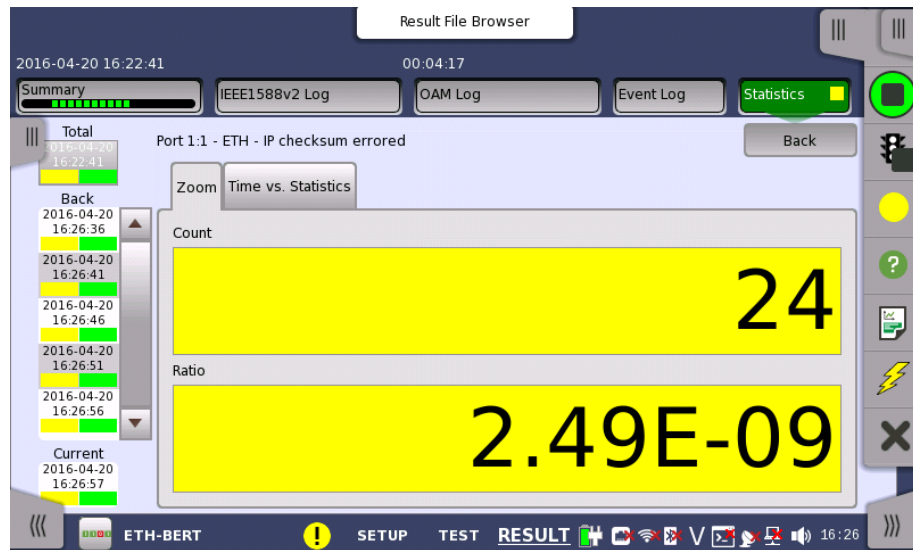 Result File Browser
2016-04-20 16:22:41 00:04:17
Summary IEEE1588v2 Log OAM Log Event Log Statistics
Total
2016-04-20
16:22:41
Port 1:1 - ETH - IP checksum errored
Back
Zoom Time vs. Statistics
Back
2016-04-20
16:26:36
2016-04-20
16:26:41
2016-04-20
16:26:46
2016-04-20
16:26:51
2016-04-20
16:26:56
Count
24
Ratio
2.49E-09
Current
2016-04-20
16:26:57
ETH-BERT ! SETUP TEST RESULT V 16:26
?